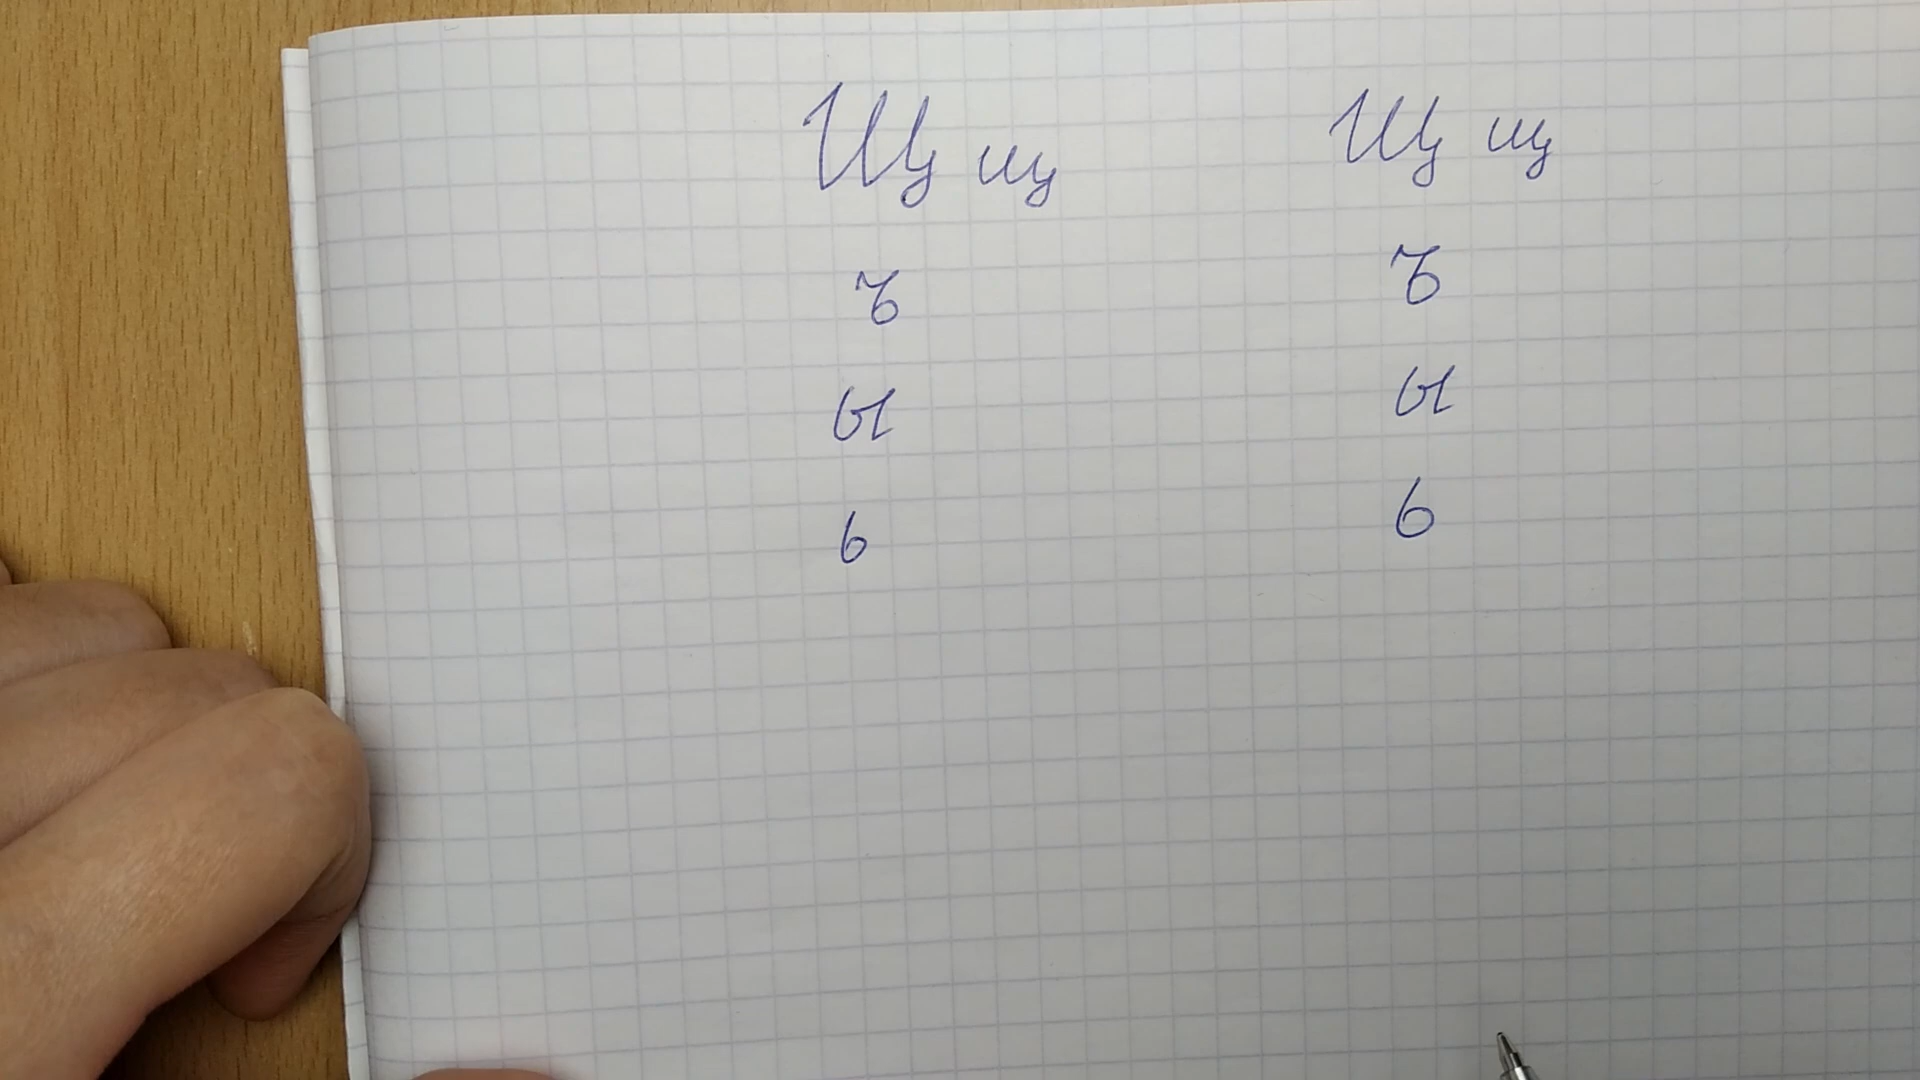 Щ щ Щ щ
ъ ъ
ы ы
ь ь